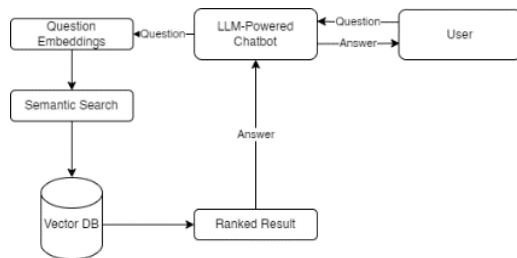 Question
Embeddings
Question
LLM-Powered
Chatbot
Question
Answer
User
Semantic Search
Answer
Vector DB
Ranked Result